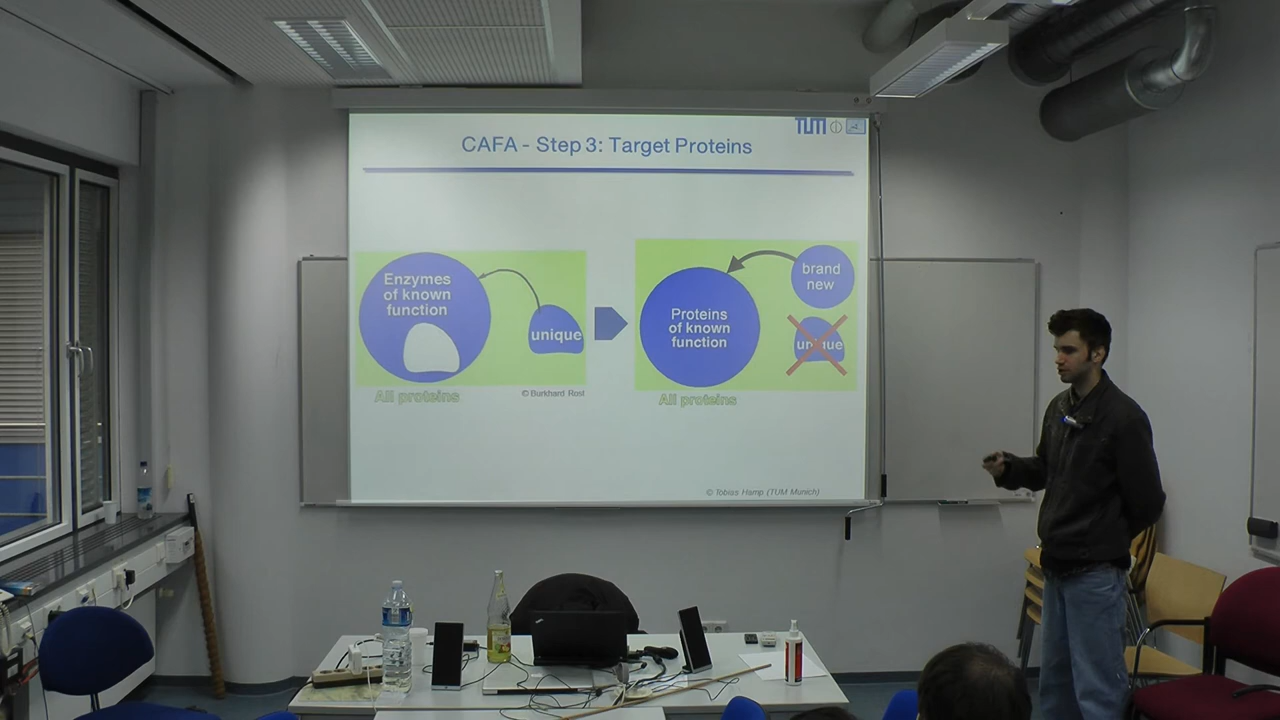 TUM
CAFA - Step 3: Target Proteins
Enzymes
of known
function
unique
All proteins
© Burkhard Rost
Proteins
of known
function
brand
new
unique
All proteins
© Tobias Hamp (TUM Munich)